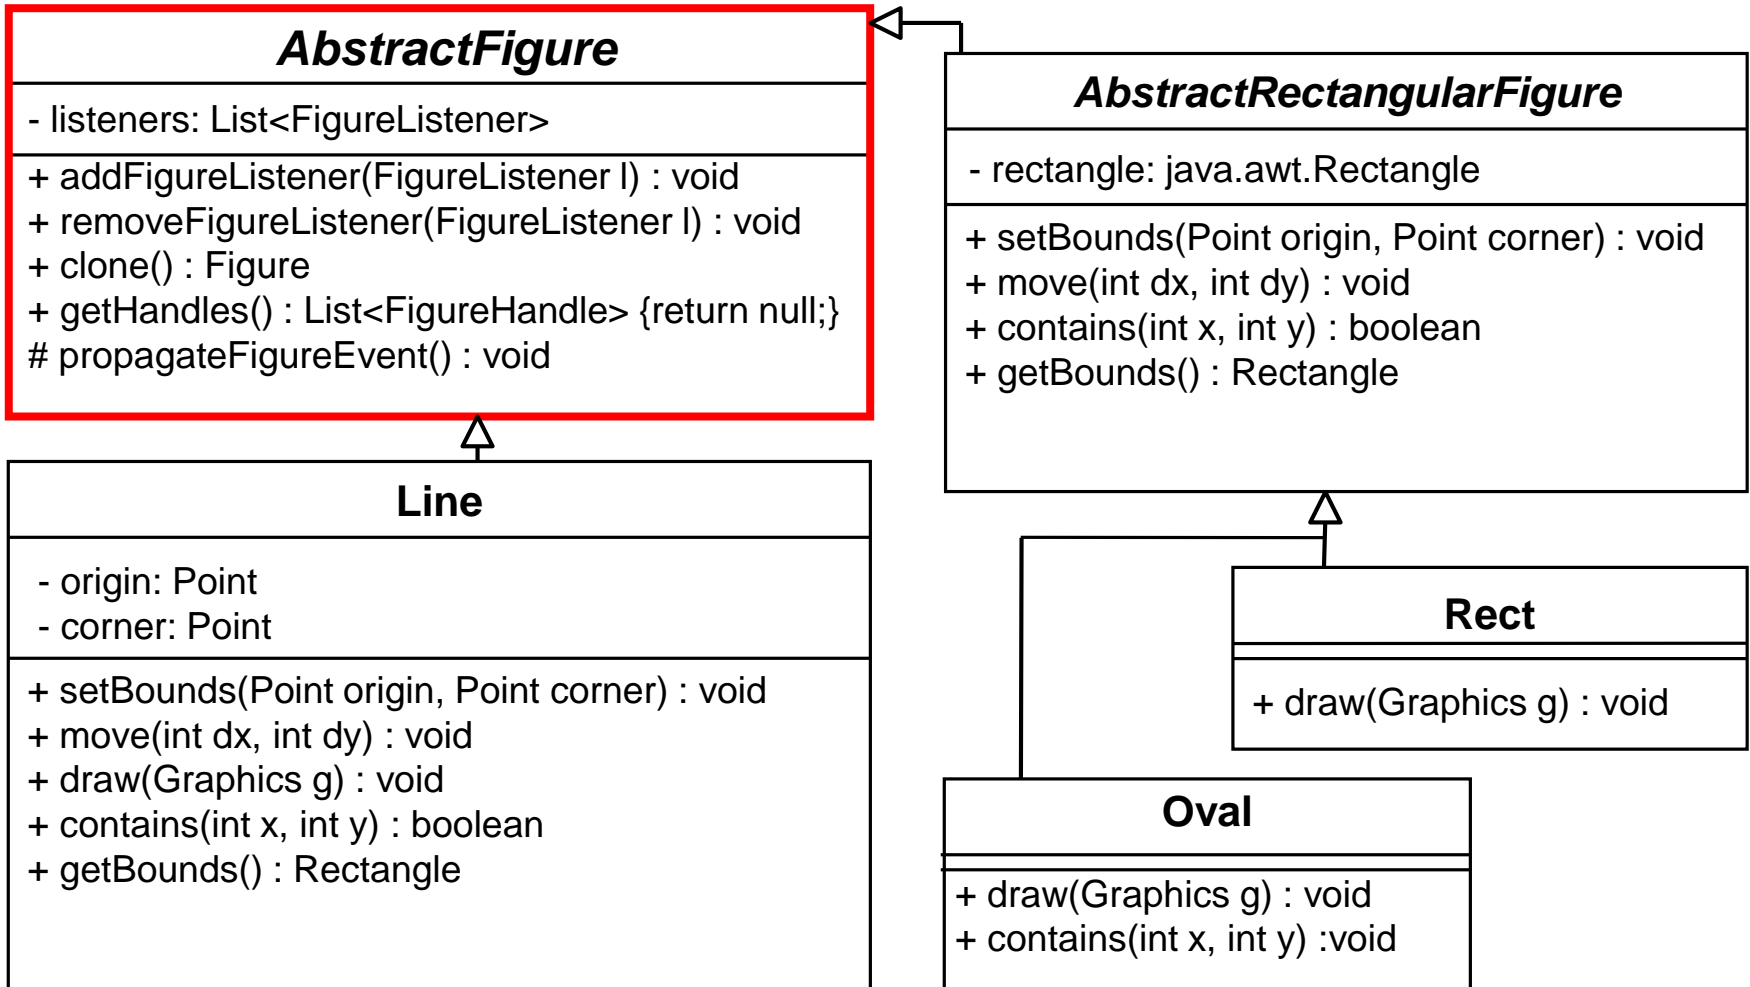 AbstractFigure
- listeners: List<FigureListener>
+ addFigureListener(FigureListener l) : void
+ removeFigureListener(FigureListener l) : void
+ clone() : Figure
+ getHandles() : List<FigureHandle> {return null;}
# propagateFigureEvent() : void
AbstractRectangularFigure
- rectangle: java.awt.Rectangle
+ setBounds(Point origin, Point corner) : void
+ move(int dx, int dy) : void
+ contains(int x, int y) : boolean
+ getBounds() : Rectangle
Line
- origin: Point
- corner: Point
+ setBounds(Point origin, Point corner) : void
+ move(int dx, int dy) : void
+ draw(Graphics g) : void
+ contains(int x, int y) : boolean
+ getBounds() : Rectangle
Rect
+ draw(Graphics g) : void
Oval
+ draw(Graphics g) : void
+ contains(int x, int y) :void